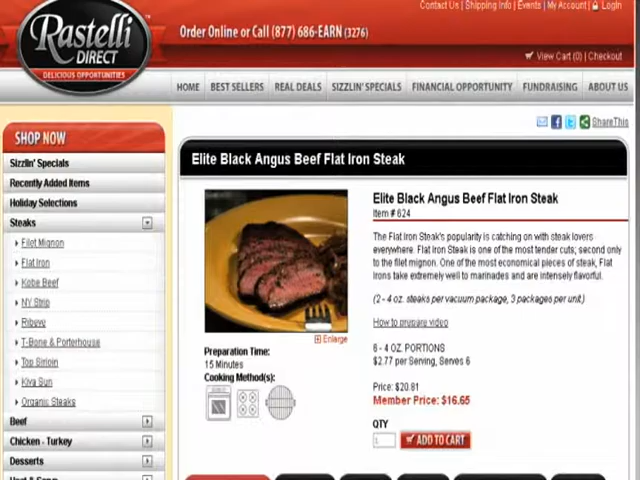 Contact Us | Shipping Info | Events | My Account | Login
Rastelli
DIRECT
DELICIOUS OPPORTUNITIES
Order Online or Call (877) 686-EARN (3276)
View Cart (0) | Checkout
HOME BEST SELLERS REAL DEALS SIZZLIN' SPECIALS FINANCIAL OPPORTUNITY FUNDRAISING ABOUT US
ShareThis
SHOP NOW
Sizzlin' Specials
Recently Added Items
Holiday Selections
Steaks
Filet Mignon
Flat Iron
Kobe Beef
NY Strip
Ribeye
T-Bone & Porterhouse
Top Sirloin
Kiva Sun
Organic Steaks
Beef
Chicken - Turkey
Desserts
Elite Black Angus Beef Flat Iron Steak
Enlarge
Preparation Time:
15 Minutes
Cooking Method(s):
Elite Black Angus Beef Flat Iron Steak
Item # 624
The Flat Iron Steak's popularity is catching on with steak lovers
everywhere. Flat Iron Steak is one of the most tender cuts; second only
to the filet mignon. One of the most economical pieces of steak, Flat
Irons take extremely well to marinades and are intensely flavorful.
(2 - 4 oz. steaks per vacuum package, 3 packages per unit.)
How to prepare video
6 - 4 OZ. PORTIONS
$2.77 per Serving, Serves 6
Price: $20.81
Member Price: $16.65
QTY
1
ADD TO CART